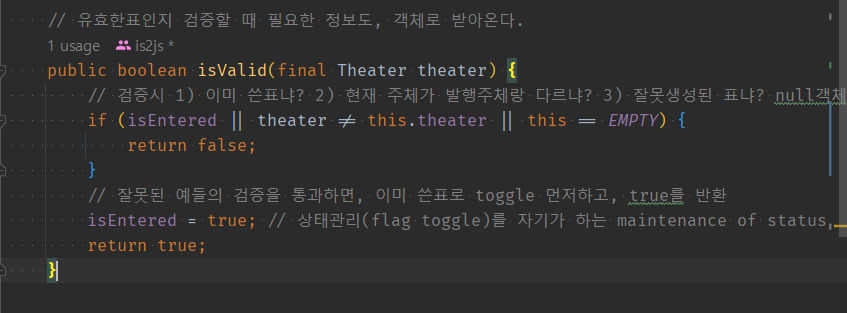 // 유효한표인지 검증할 때 필요한 정보도, 객체로 받아온다.
1 usage is2js *
public boolean isValid(final Theater theater) {
// 검증시 1) 이미 쓴표냐? 2) 현재 주체가 발행주체랑 다르냐? 3) 잘못생성된 표냐? null객체
if (isEntered || theater ≠ this.theater || this == EMPTY) {
return false;
}
// 잘못된 예들의 검증을 통과하면, 이미 쓴표로 toggle 먼저하고, true를 반환
isEntered = true; // 상태관리(flag toggle)를 자기가 하는 maintenance of status
return true;
}